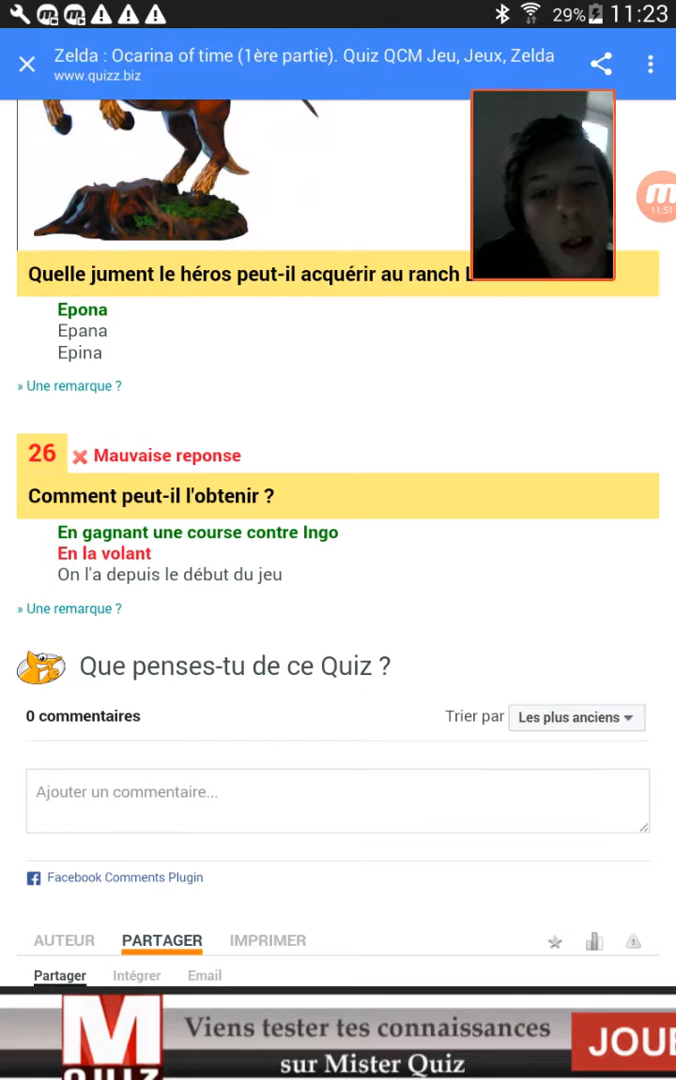 29% 11:23
Zelda : Ocarina of time (1ère partie). Quiz QCM Jeu, Jeux, Zelda
www.quizz.biz
11:51
Quelle jument le héros peut-il acquérir au ranch
Epona
Epana
Epina
» Une remarque ?
26 Mauvaise reponse
Comment peut-il l'obtenir ?
En gagnant une course contre Ingo
En la volant
On l'a depuis le début du jeu
» Une remarque ?
Que penses-tu de ce Quiz ?
0 commentaires Trier par Les plus anciens
Ajouter un commentaire...
Facebook Comments Plugin
AUTEUR PARTAGER IMPRIMER
Partager Intégrer Email
M QUIZ
Viens tester tes connaissances
sur Mister Quiz
JOUE